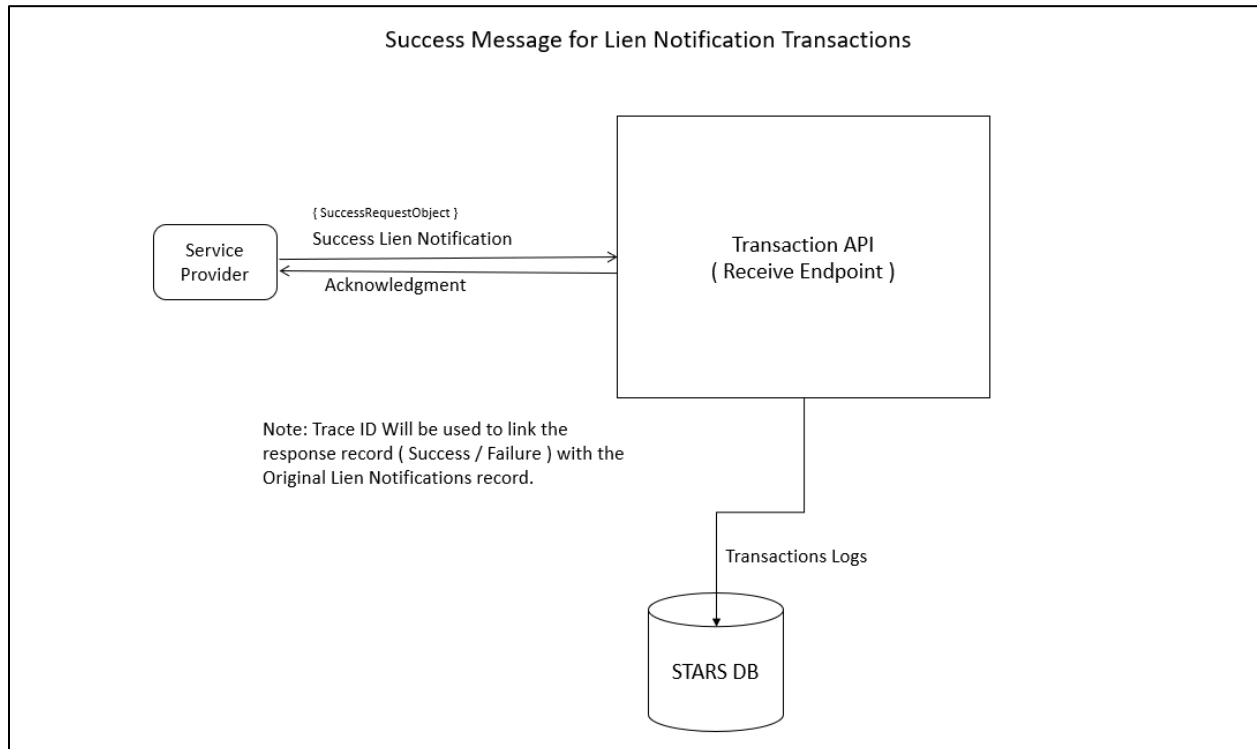 Success Message for Lien Notification Transactions
{ SuccessRequestObject }
Success Lien Notification
Service
Provider
Acknowledgment
Transaction API
( Receive Endpoint )
Note: Trace ID Will be used to link the
response record ( Success / Failure ) with the
Original Lien Notifications record.
Transactions Logs
STARS DB